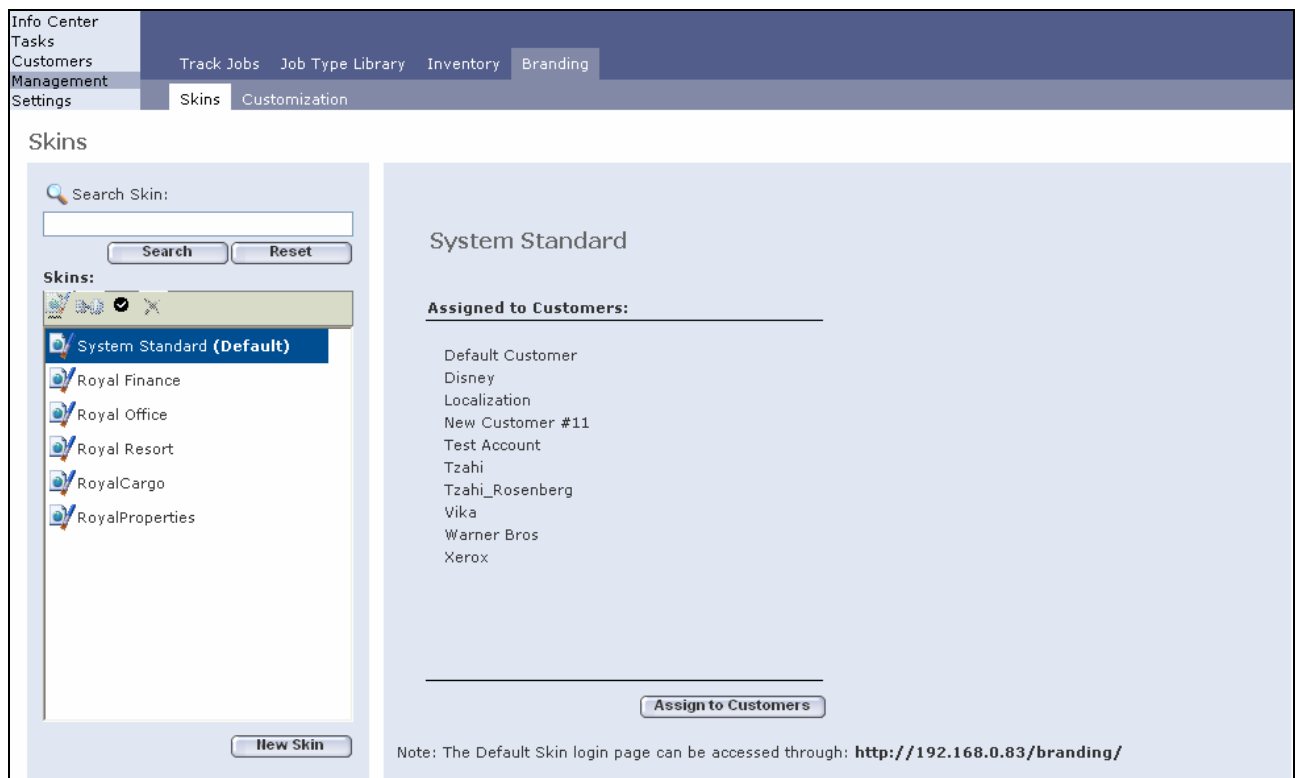 Info Center
Tasks
Customers
Management
Settings
Track Jobs Job Type Library Inventory Branding
Skins Customization
Skins
Search Skin:
Search Reset
Skins:
System Standard (Default)
Royal Finance
Royal Office
Royal Resort
RoyalCargo
RoyalProperties
New Skin
System Standard
Assigned to Customers:
Default Customer
Disney
Localization
New Customer #11
Test Account
Tzahi
Tzahi_Rosenberg
Vika
Warner Bros
Xerox
Assign to Customers
Note: The Default Skin login page can be accessed through: http://192.168.0.83/branding/